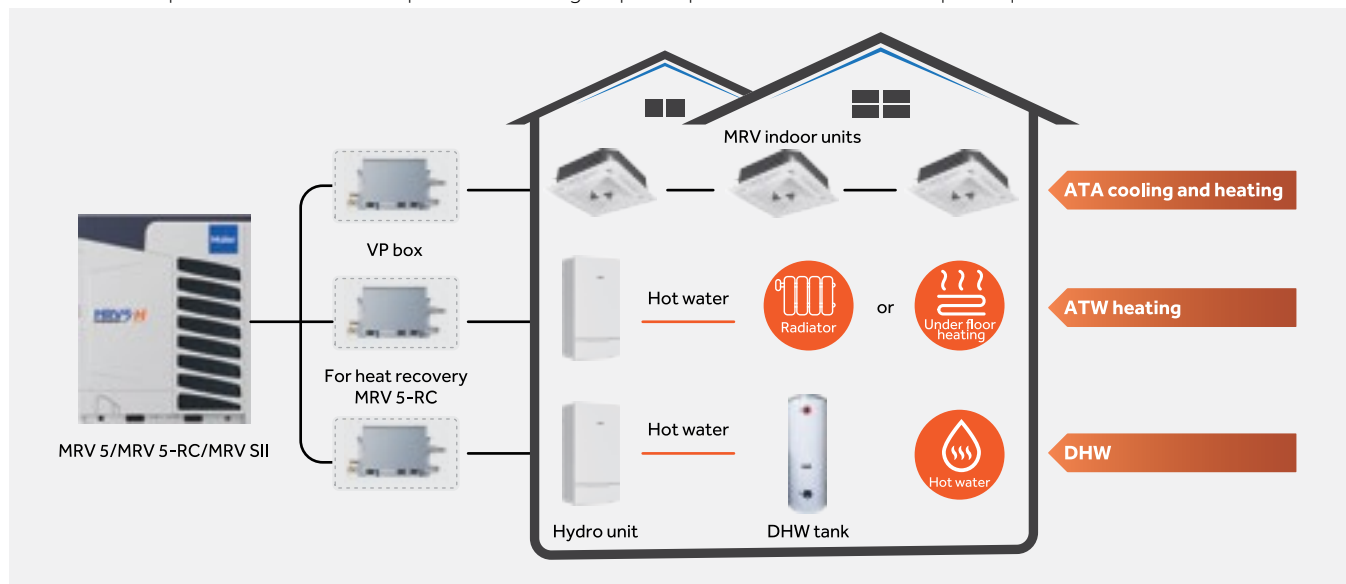 MRV indoor units
ATA cooling and heating
VP box
Haier
MRV5-H
Hot water
Radiator
or
Under floor
heating
ATW heating
For heat recovery
MRV 5-RC
MRV 5/MRV 5-RC/MRV SII
Hot water
Hot water
DHW
Hydro unit
DHW tank